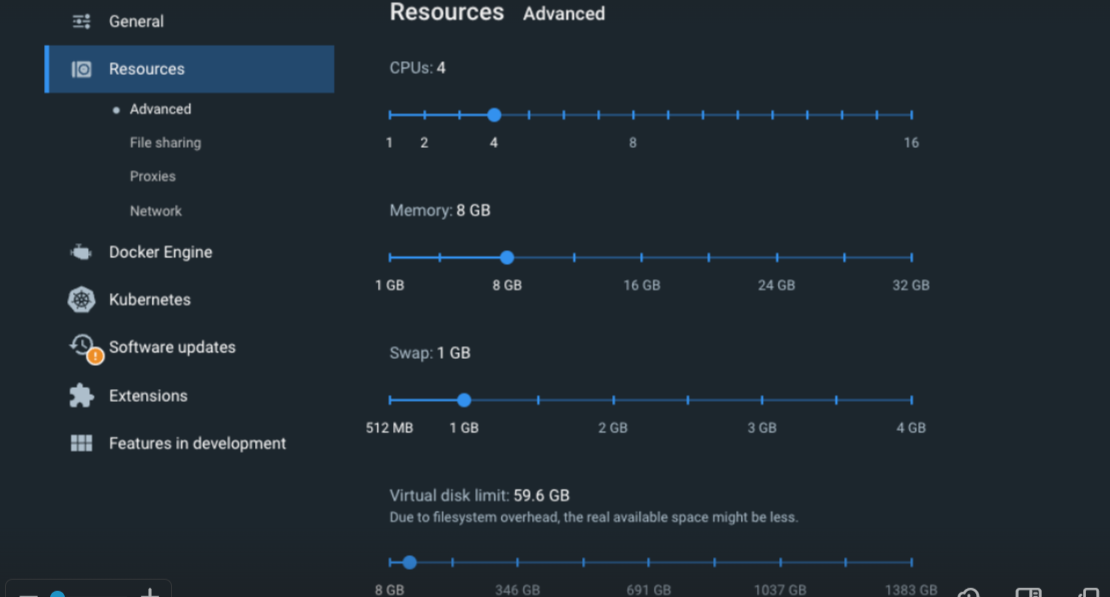 General
Resources
Advanced
File sharing
Proxies
Network
Docker Engine
Kubernetes
Software updates
Extensions
Features in development
Resources Advanced
CPUs: 4
1 2 4 8 16
Memory: 8 GB
1 GB 8 GB 16 GB 24 GB 32 GB
Swap: 1 GB
512 MB 1 GB 2 GB 3 GB 4 GB
Virtual disk limit: 59.6 GB
Due to filesystem overhead, the real available space might be less.
8 GB 346 GB 691 GB 1037 GB 1383 GB